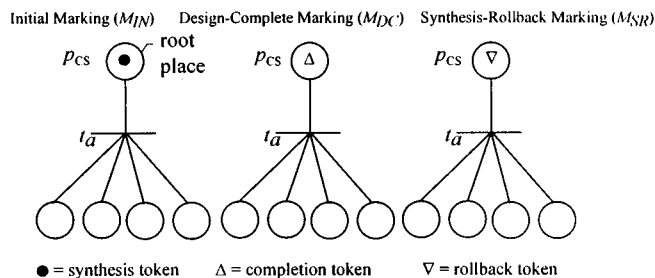 Initial Marking (M_IN) Design-Complete Marking (M_DC) Synthesis-Rollback Marking (M_SR)
p_CS ● root place p_CS Δ p_CS ∇
t_a t_a t_a
● = synthesis token Δ = completion token ∇ = rollback token